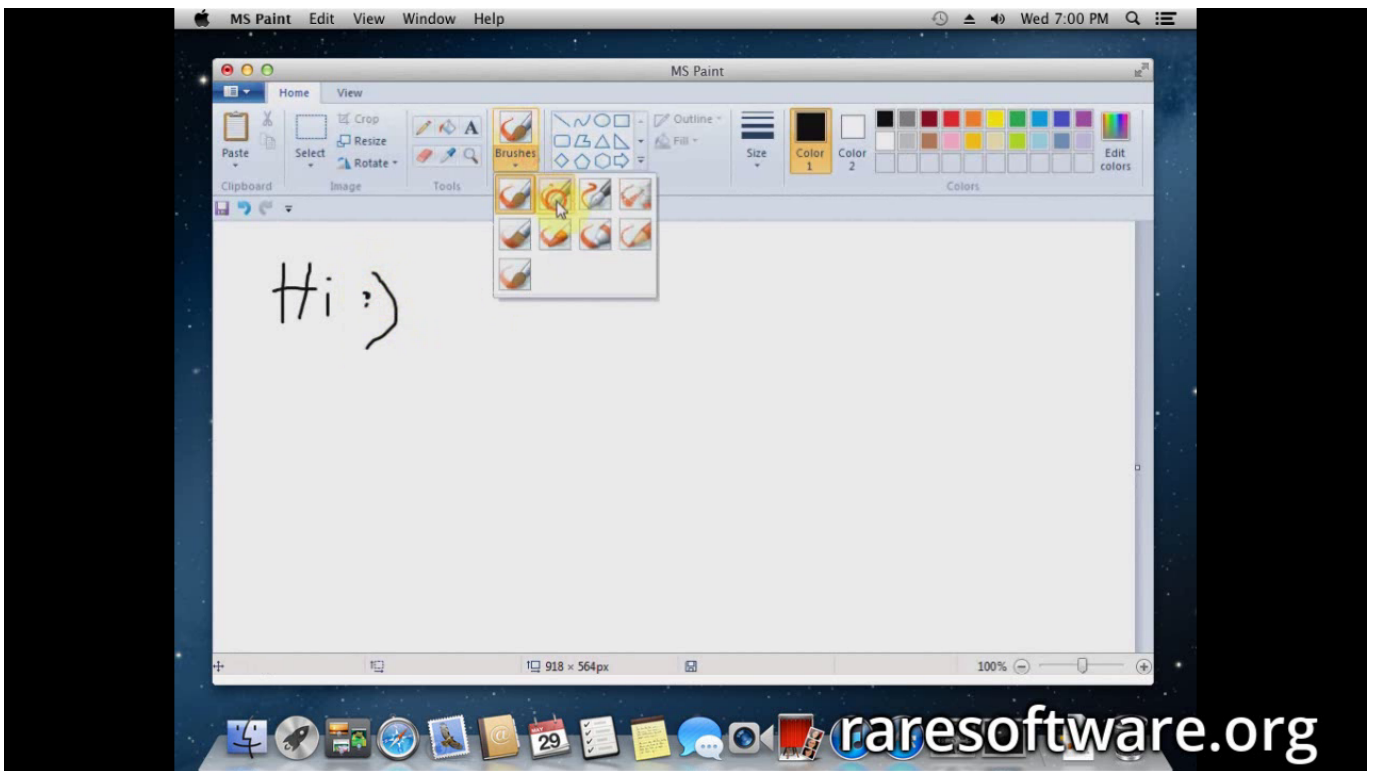 MS Paint Edit View Window Help Wed 7:00 PM
MS Paint
Home View
Paste
Clipboard
Select
Crop
Resize
Rotate
Image
A
Tools
Brushes
Outline
Fill
Size
Color 1
Color 2
Edit colors
Colors
Hi :)
918 × 564px 100%
29
raresoftware.org